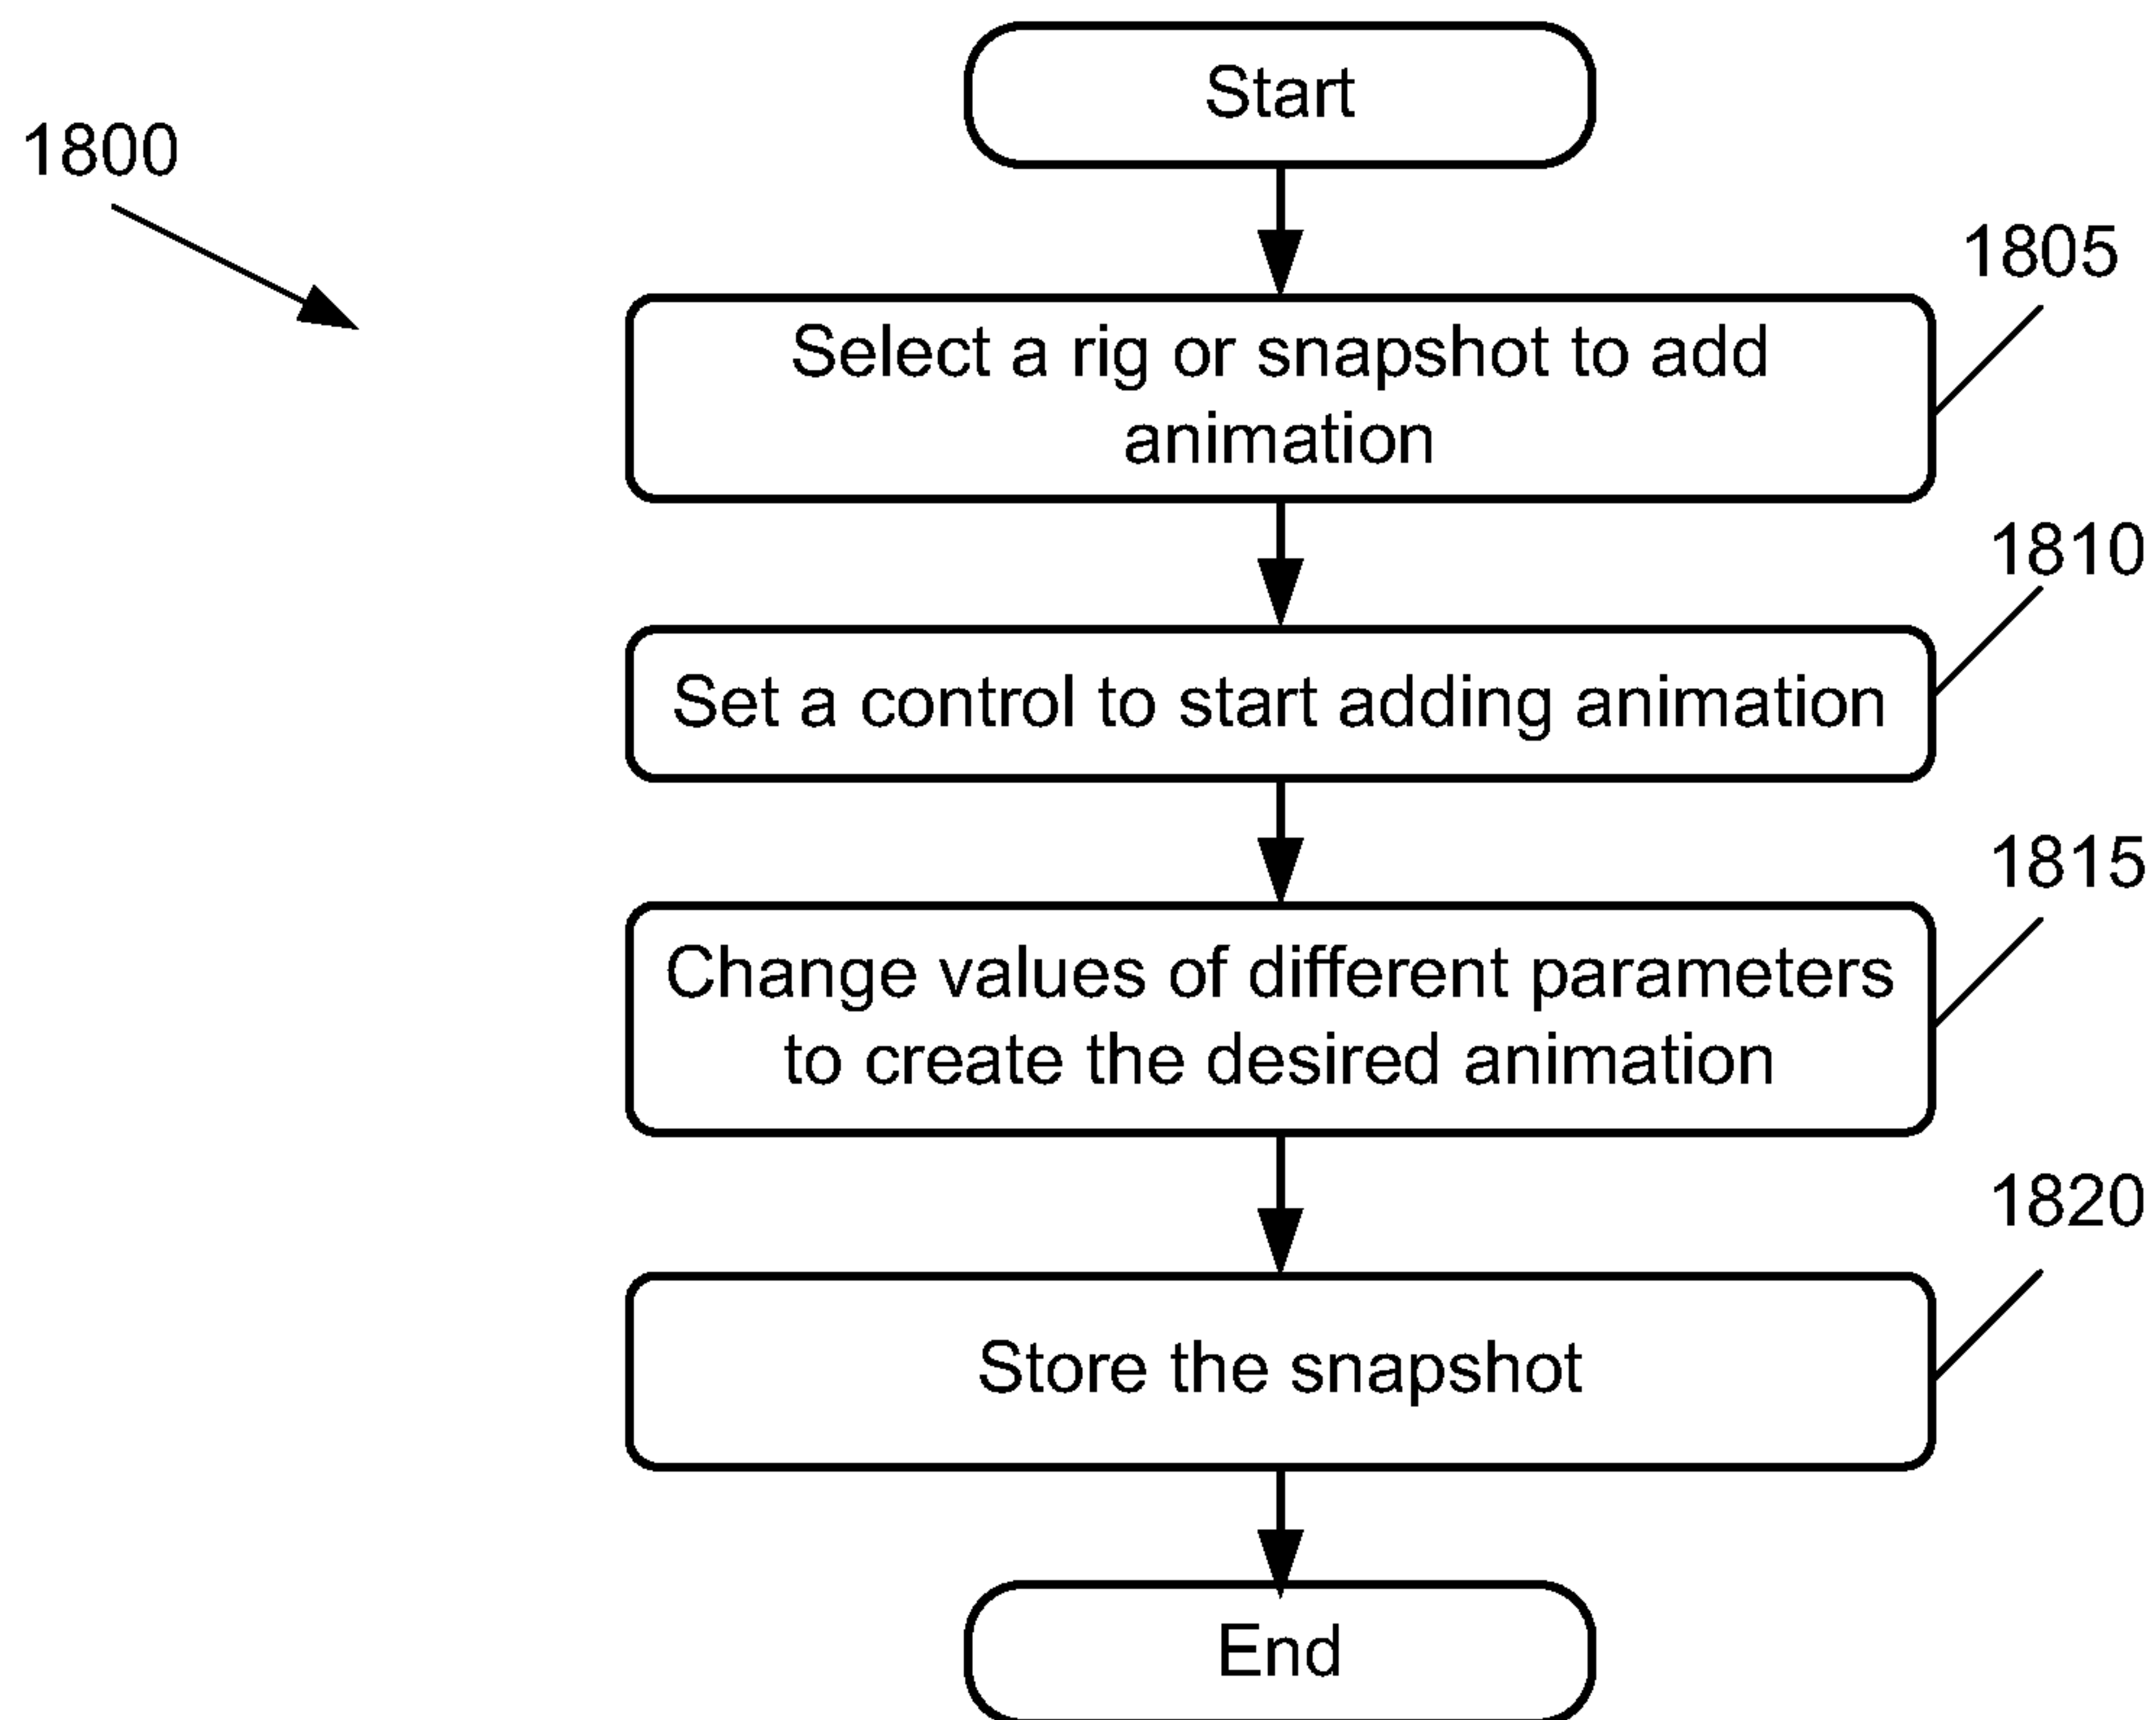 Start
1800
1805
Select a rig or snapshot to add
animation
1810
Set a control to start adding animation
1815
Change values of different parameters
to create the desired animation
1820
Store the snapshot
End